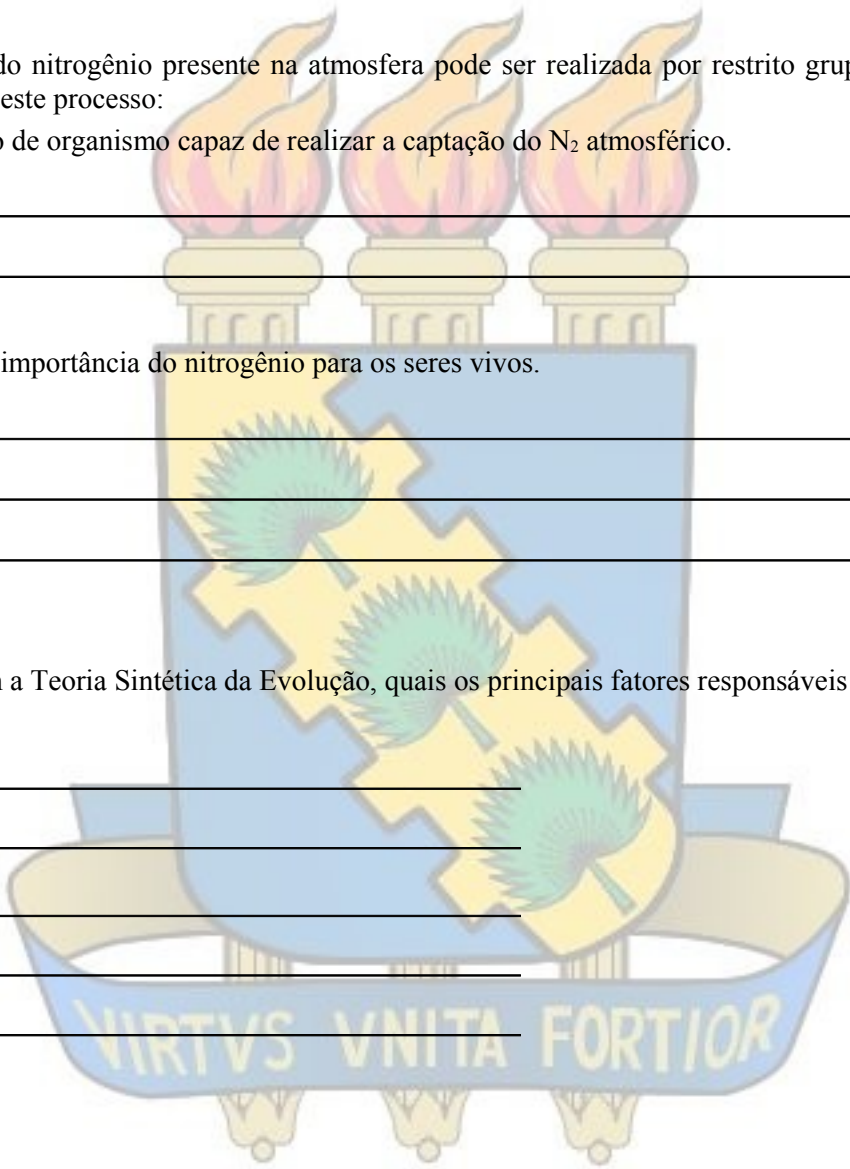 do nitrogênio presente na atmosfera pode ser realizada por restrito
este processo:
de organismo capaz de realizar a captação do N₂ atmosférico.
importância do nitrogênio para os seres vivos.
a Teoria Sintética da Evolução, quais os principais fatores responsáveis
VIRTVS VNITA FORTIOR